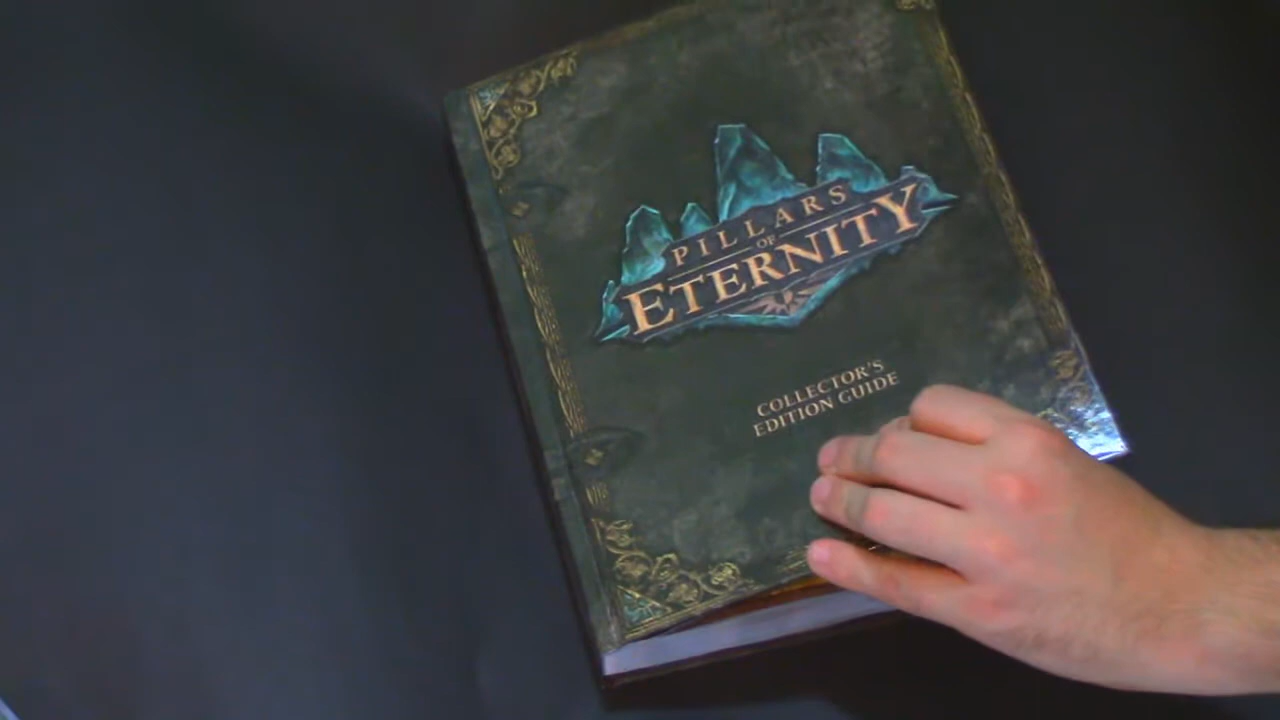 PILLARS
OF
ETERNITY
COLLECTOR'S
EDITION GUIDE